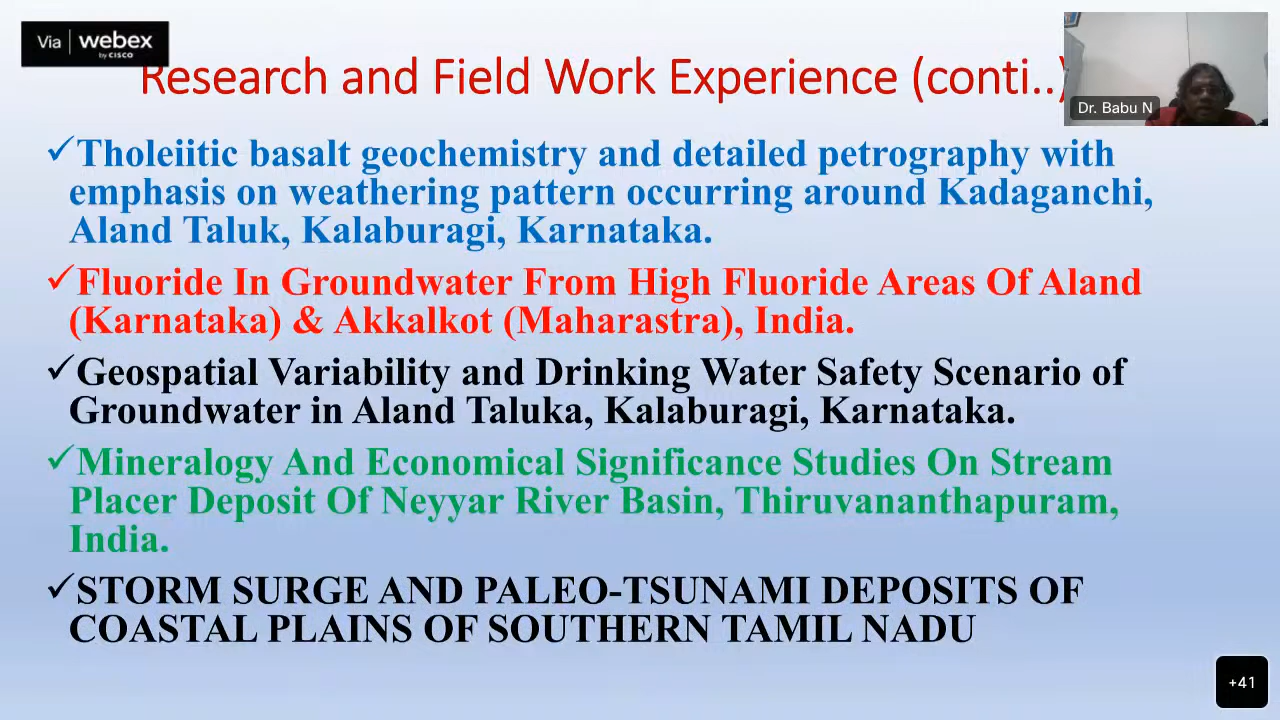 Via webex
by CISCO
Research and Field Work Experience (conti..)
Dr. Babu N
✓Tholeiitic basalt geochemistry and detailed petrography with
emphasis on weathering pattern occurring around Kadaganchi,
Aland Taluk, Kalaburagi, Karnataka.
✓Fluoride In Groundwater From High Fluoride Areas Of Aland
(Karnataka) & Akkalkot (Maharastra), India.
✓Geospatial Variability and Drinking Water Safety Scenario of
Groundwater in Aland Taluka, Kalaburagi, Karnataka.
✓Mineralogy And Economical Significance Studies On Stream
Placer Deposit Of Neyyar River Basin, Thiruvananthapuram,
India.
✓STORM SURGE AND PALEO-TSUNAMI DEPOSITS OF
COASTAL PLAINS OF SOUTHERN TAMIL NADU
+41